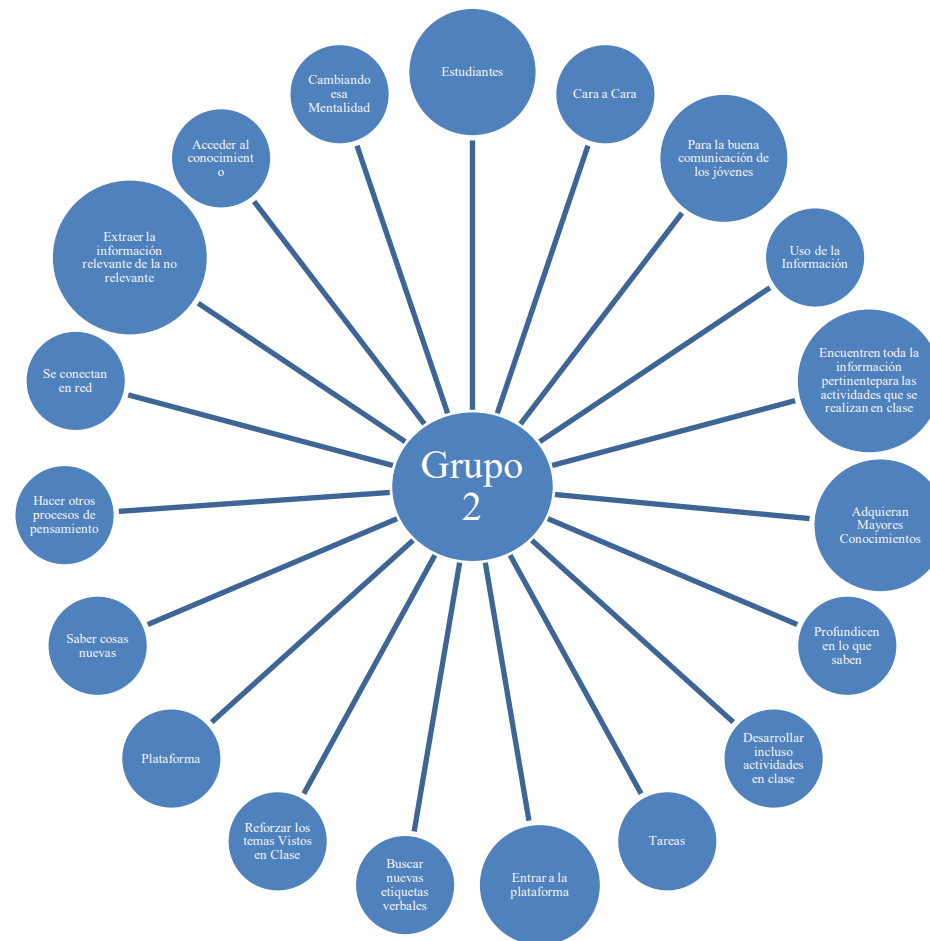 Estudiantes
Cara a Cara
Para la buena
comunicación de
los jóvenes
Uso de la
Información
Encuentren toda la
información
pertinentepara las
actividades que se
realizan en clase
Adquieran
Mayores
Conocimientos
Profundicen
en lo que
saben
Desarrollar
incluso
actividades
en clase
Tareas
Entrar a la
plataforma
Buscar
nuevas
etiquetas
verbales
Reforzar los
temas Vistos
en Clase
Plataforma
Saber cosas
nuevas
Hacer otros
procesos de
pensamiento
Se conectan
en red
Extraer la
información
relevante de la no
relevante
Acceder al
conocimient
o
Cambiando
esa
Mentalidad
Grupo
2